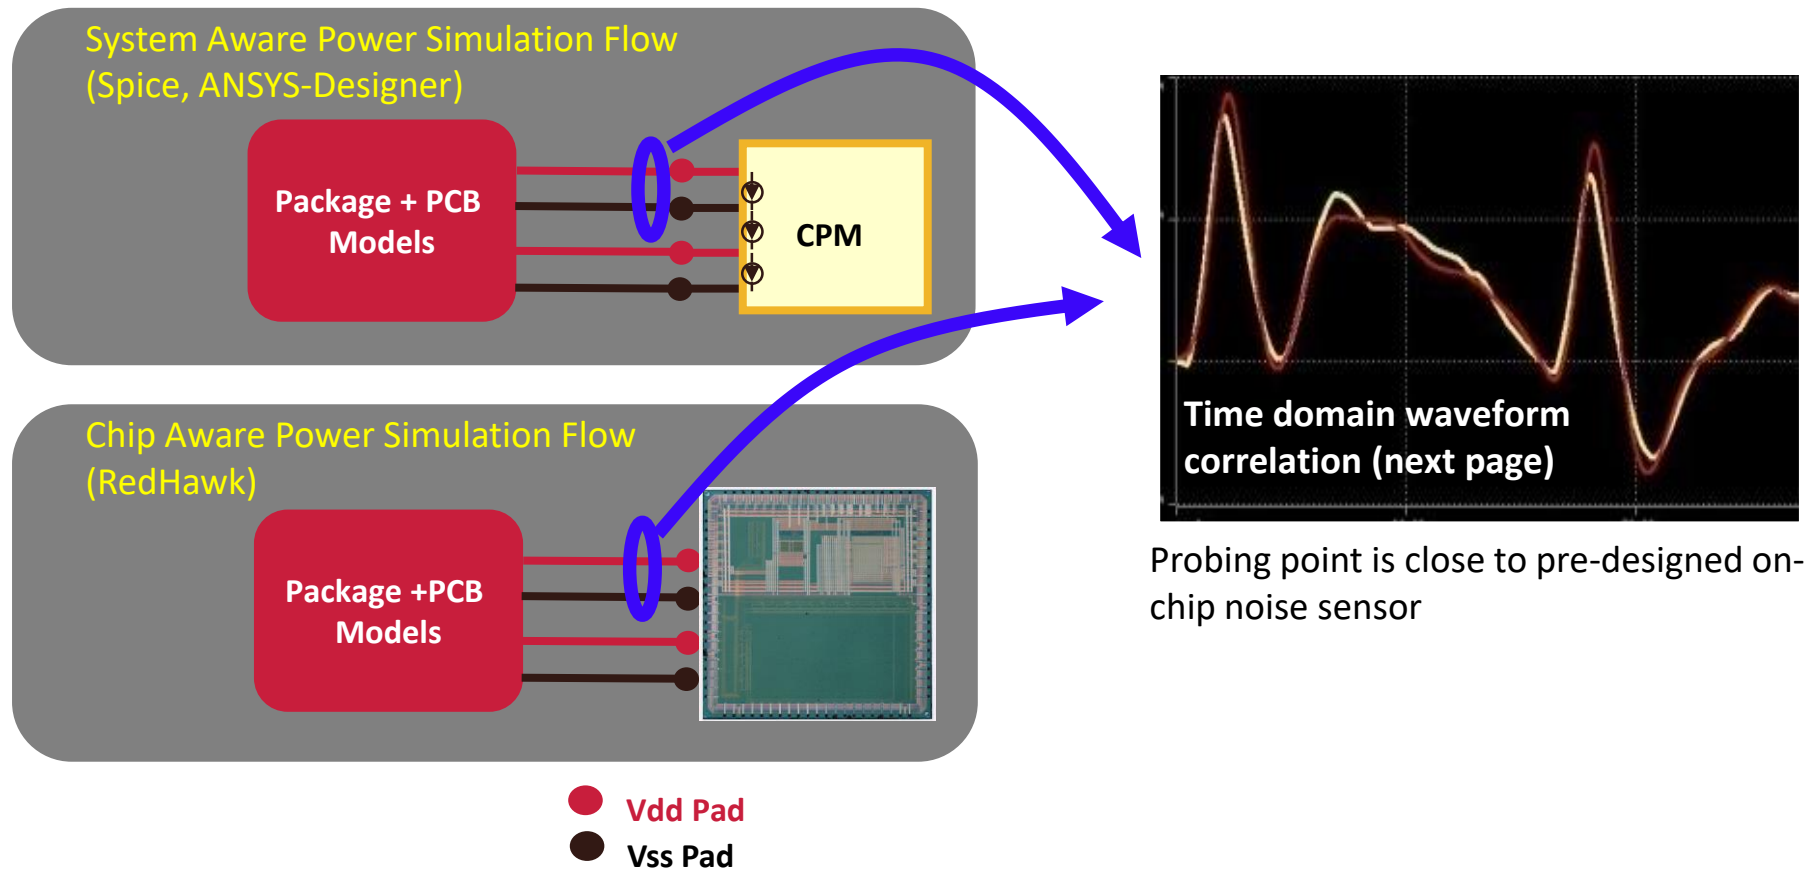 System Aware Power Simulation Flow
(Spice, ANSYS-Designer)
Package + PCB
Models
CPM
Time domain waveform
correlation (next page)
Probing point is close to pre-designed on-
chip noise sensor
Chip Aware Power Simulation Flow
(RedHawk)
Package +PCB
Models
Vdd Pad
Vss Pad